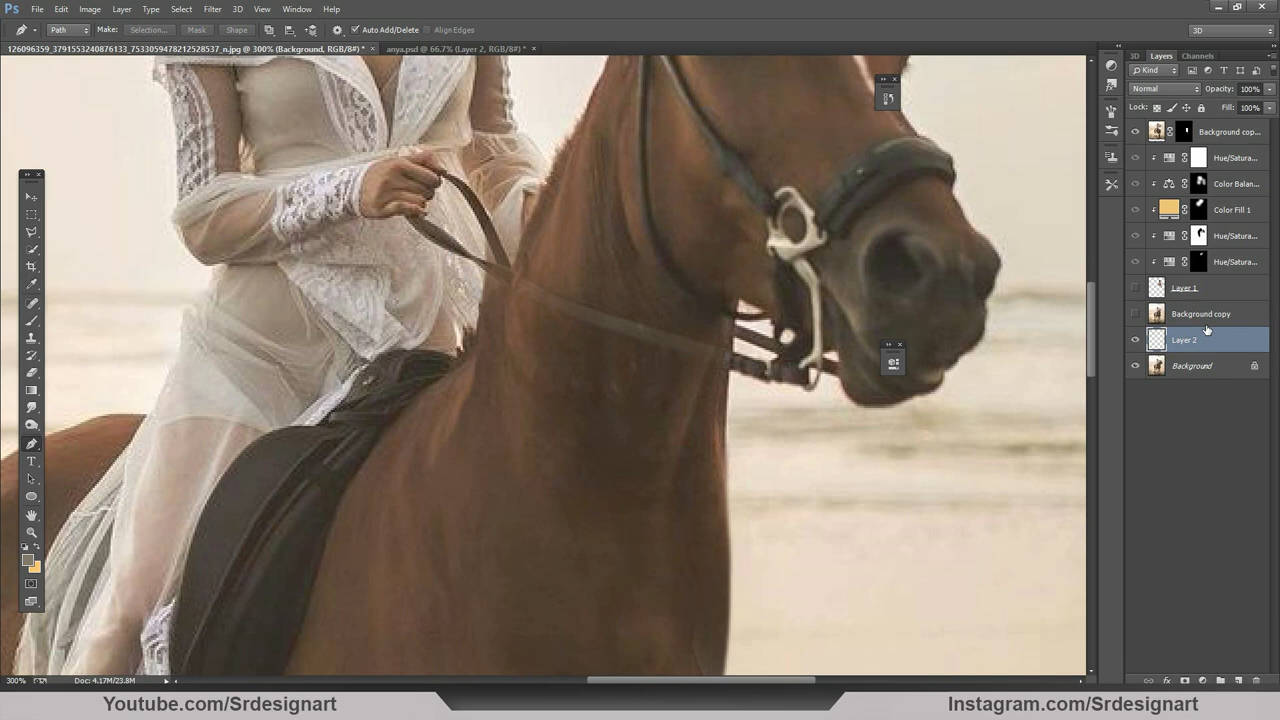 Ps File Edit Image Layer Type Select Filter 3D View Window Help
Path Make: Selection... Mask Shape Auto Add/Delete Align Edges 3D
126096359_3791553240876133_7533059478212528537_n.jpg @ 300% (Background, RGB/8#) * × anya.psd @ 66.7% (Layer 2, RGB/8#) * ×
3D Layers Channels
Kind
Normal Opacity: 100%
Lock: Fill: 100%
Background cop...
Hue/Satura...
Color Balan...
Color Fill 1
Hue/Satura...
Hue/Satura...
Layer 1
Background copy
Layer 2
Background
300% Doc: 4.17M/23.8M
Youtube.com/Srdesignart Instagram.com/Srdesignart